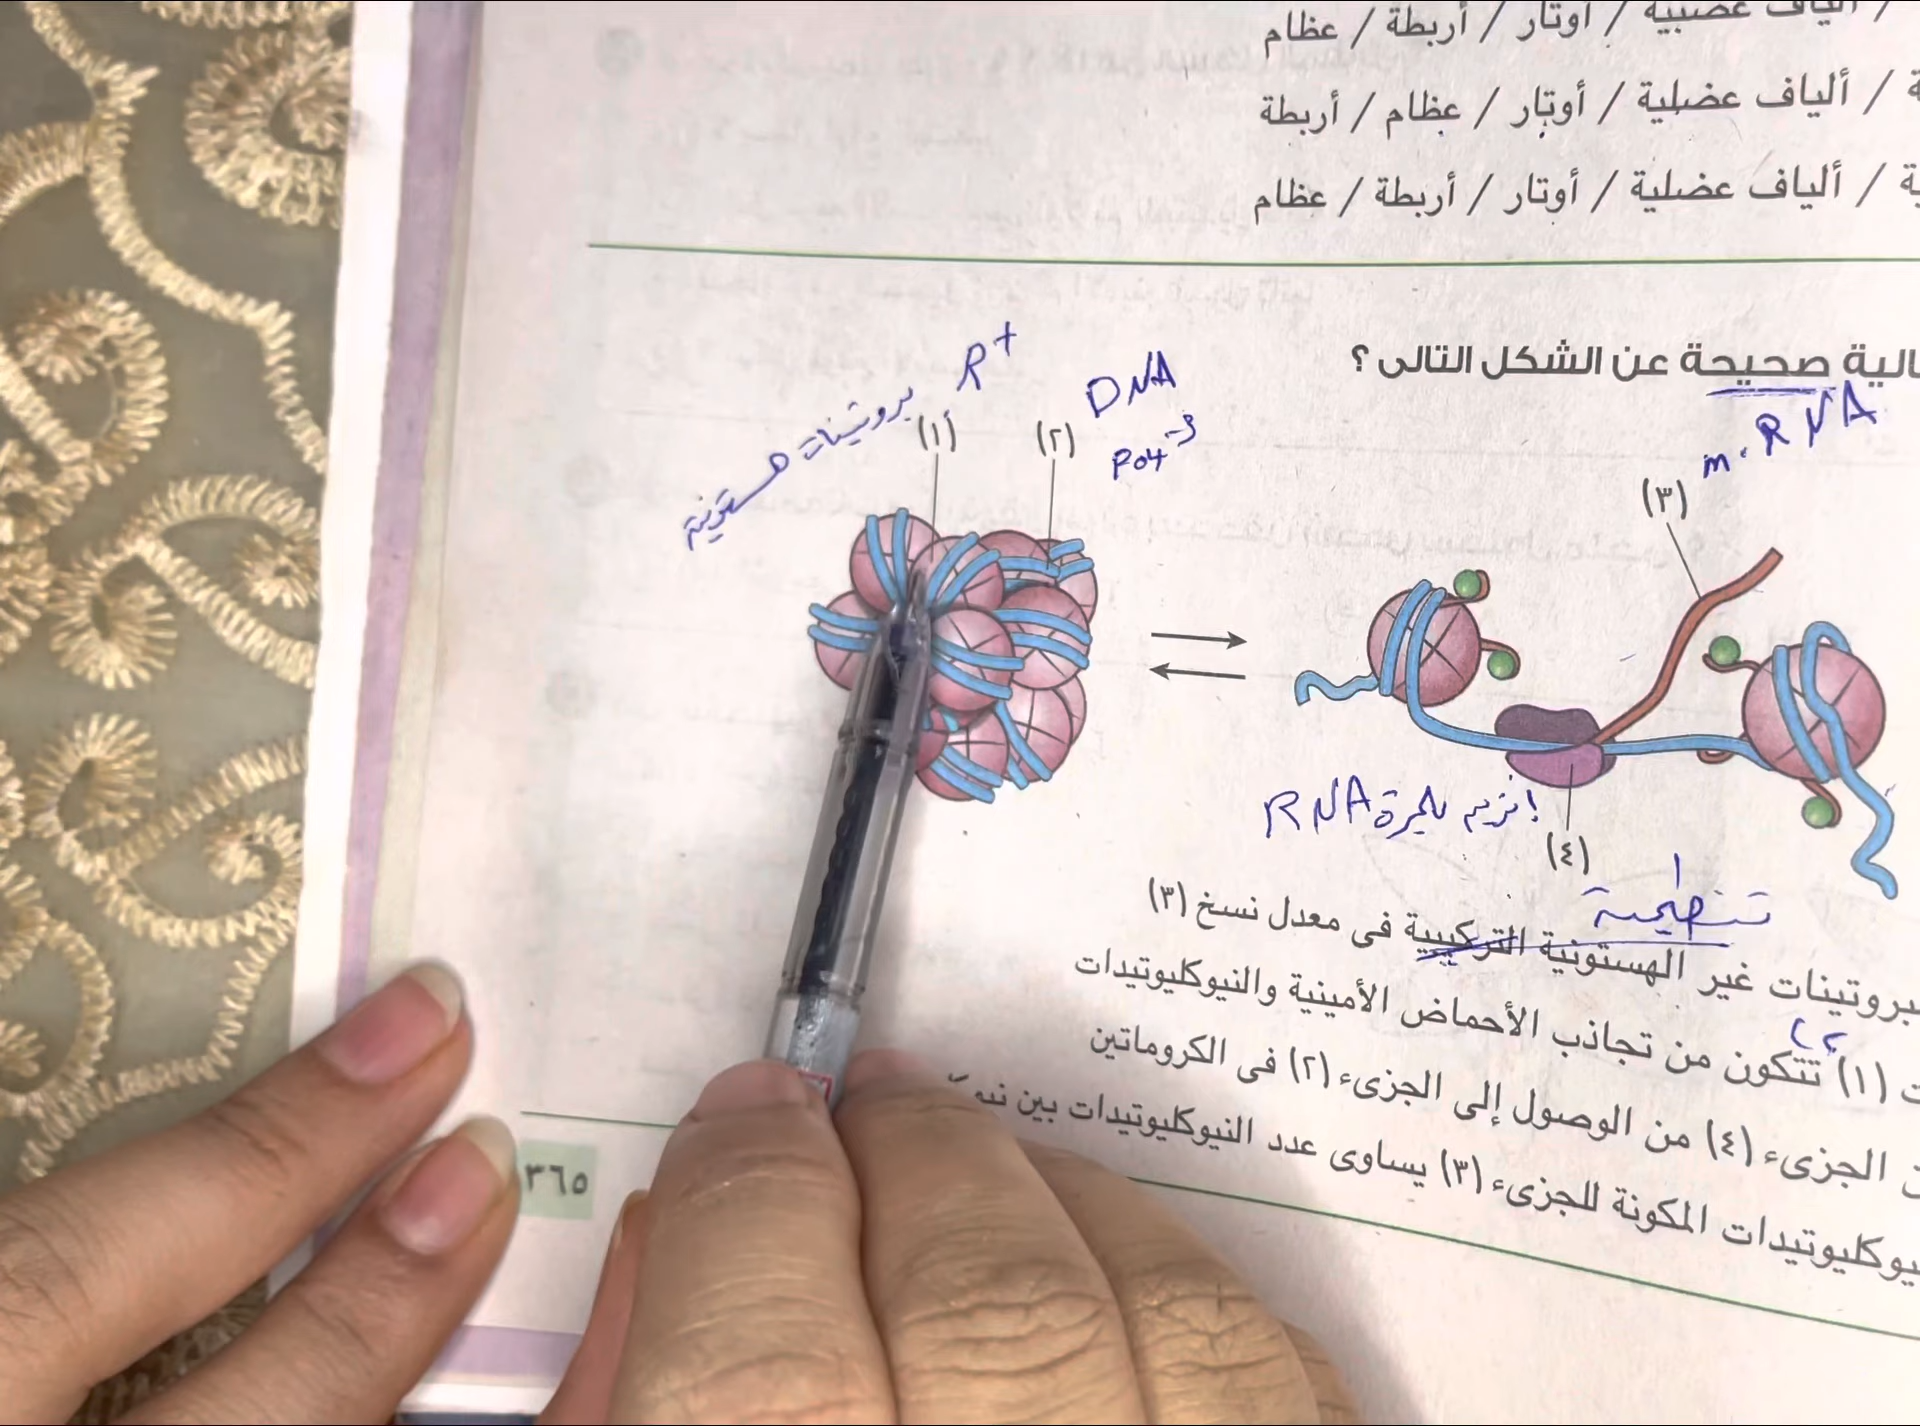 ألياف عصبية / أوتار / أربطة / عظام
/ ألياف عضلية / أوتار / عظام / أربطة
/ ألياف عضلية / أوتار / أربطة / عظام
صحيحة عن الشكل التالى ؟
m.RNA
R+
DNA
PO4-3
بروتينات هستونية
(١)
(٢)
(٣)
إنزيم بلمرة RNA
(٤)
تنظيمية
غير الهستونية التركيبية فى معدل نسخ (٣)
(١) تتكون من تجاذب الأحماض الأمينية والنيوكليوتيدات
الجزىء (٤) من الوصول إلى الجزىء (٢) فى الكروماتين
المكونة للجزىء (٣) يساوى عدد النيوكليوتيدات بين
٣٦٥